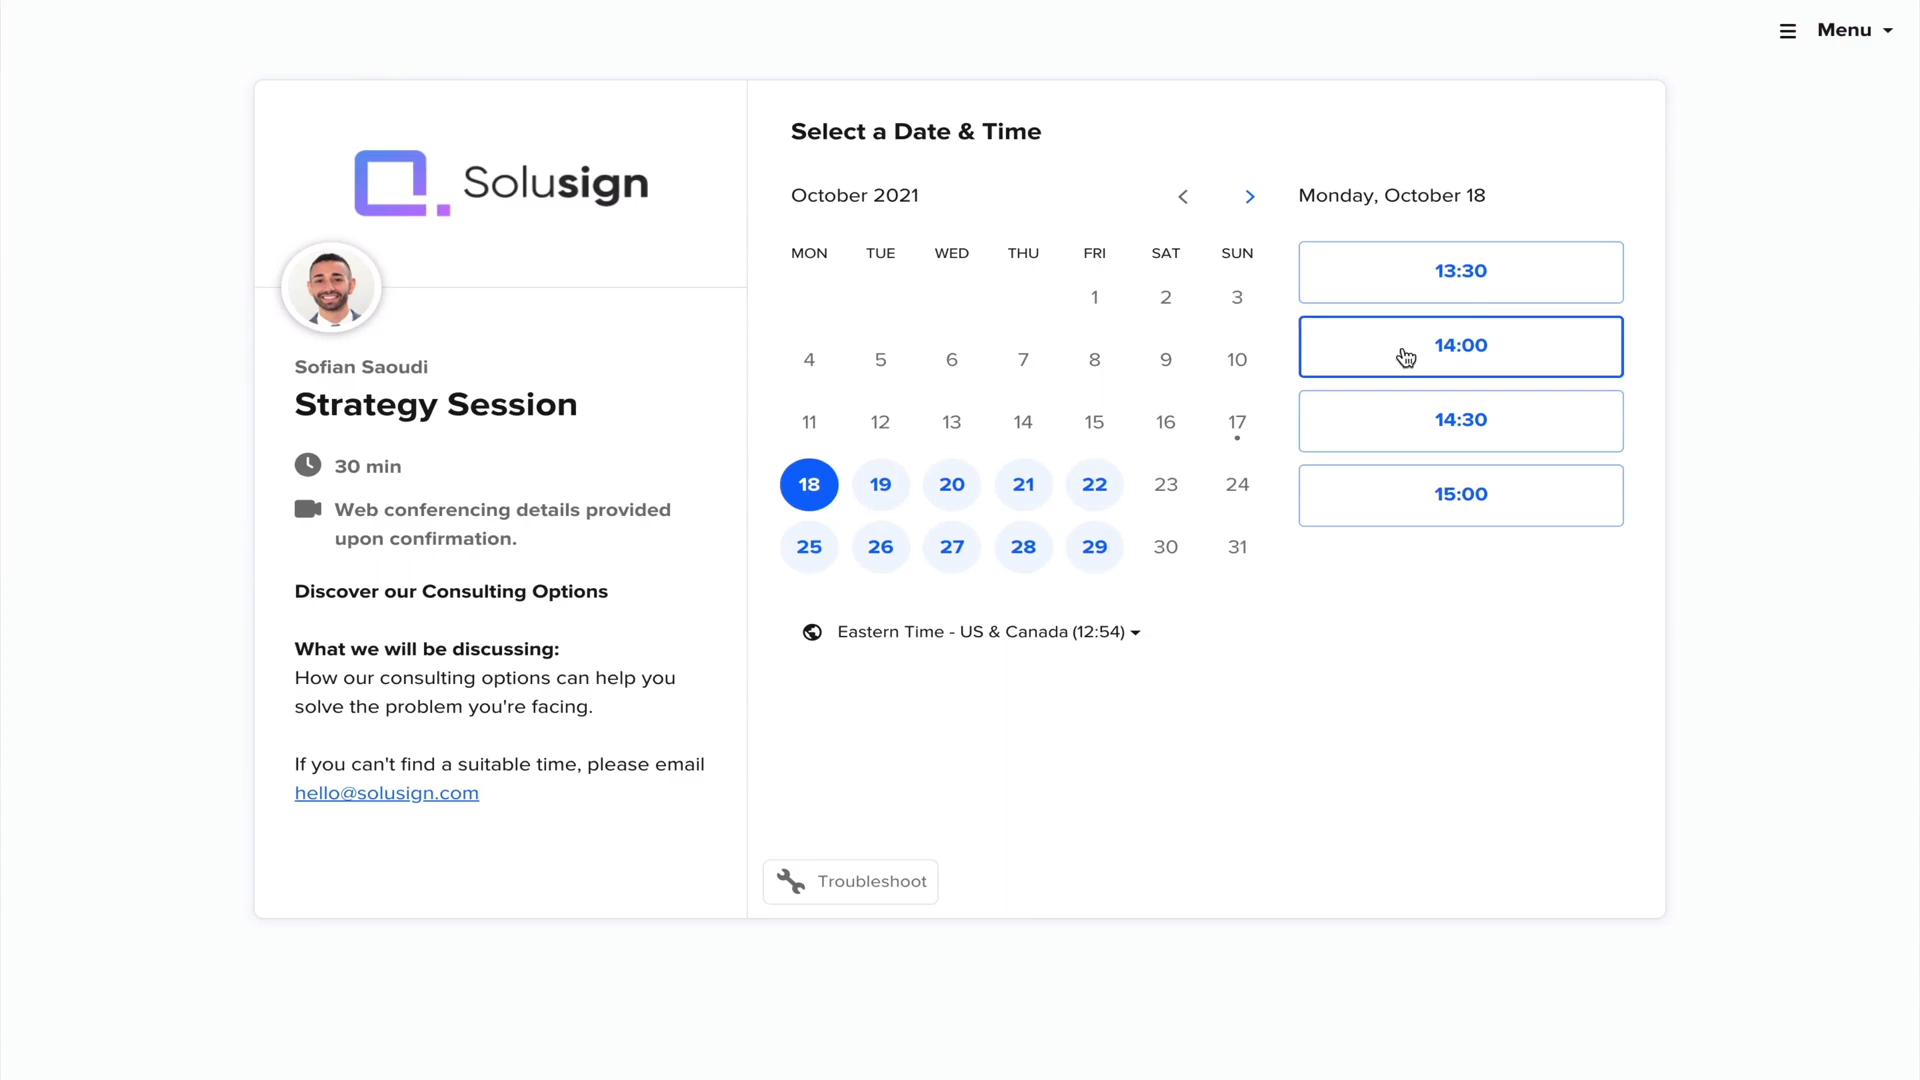 Menu
Solusign
Sofian Saoudi
Strategy Session
30 min
Web conferencing details provided
upon confirmation.
Discover our Consulting Options
What we will be discussing:
How our consulting options can help you
solve the problem you're facing.
If you can't find a suitable time, please email
hello@solusign.com
Select a Date & Time
October 2021
MON TUE WED THU FRI SAT SUN
1 2 3
4 5 6 7 8 9 10
11 12 13 14 15 16 17
18 19 20 21 22 23 24
25 26 27 28 29 30 31
Eastern Time - US & Canada (12:54)
Troubleshoot
Monday, October 18
13:30
14:00
14:30
15:00